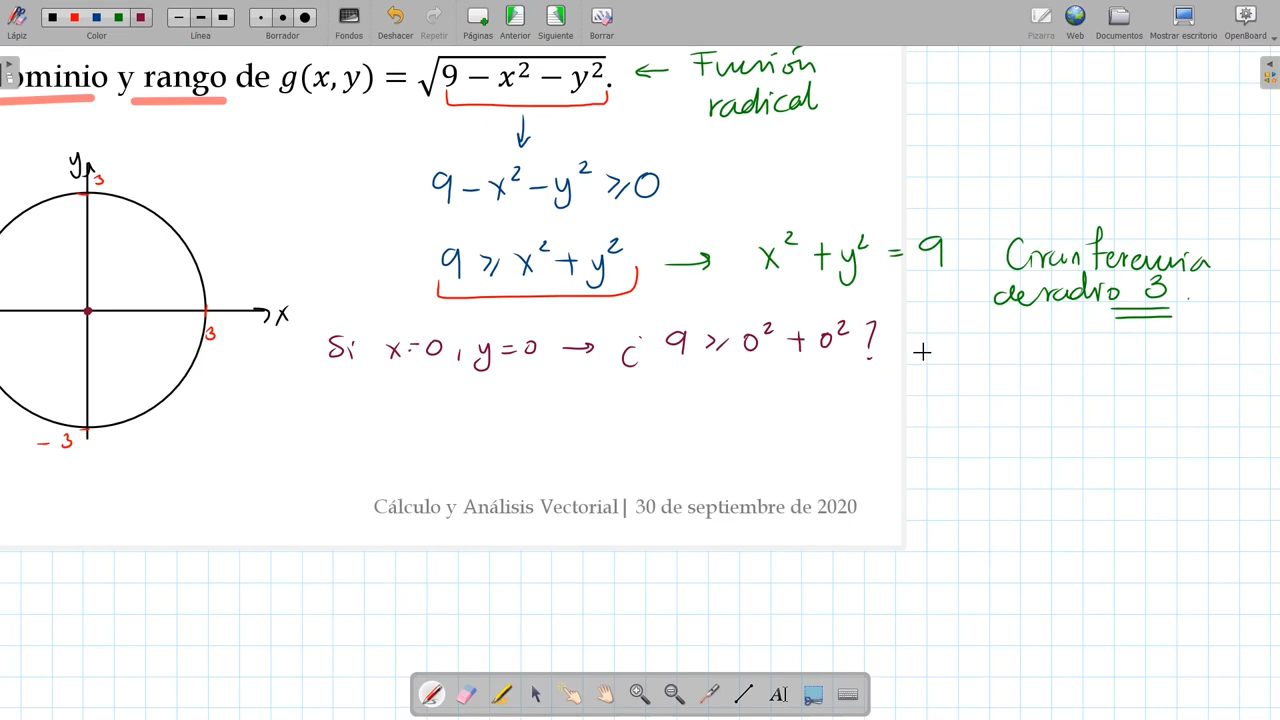 Lápiz Color Línea Borrador Fondos Deshacer Repetir Páginas Anterior Siguiente Borrar Pizarra Web Documentos Mostrar escritorio OpenBoard
ominio y rango de g(x, y) = √9 − x² − y².
← Función
radical
9 − x² − y² ≥ 0
9 ≥ x² + y² → x² + y² = 9
Circunferencia
de radio 3.
Si x=0, y=0 → ¿ 9 ≥ 0² + 0² ?
y
3
x
3
− 3
Cálculo y Análisis Vectorial| 30 de septiembre de 2020
AI